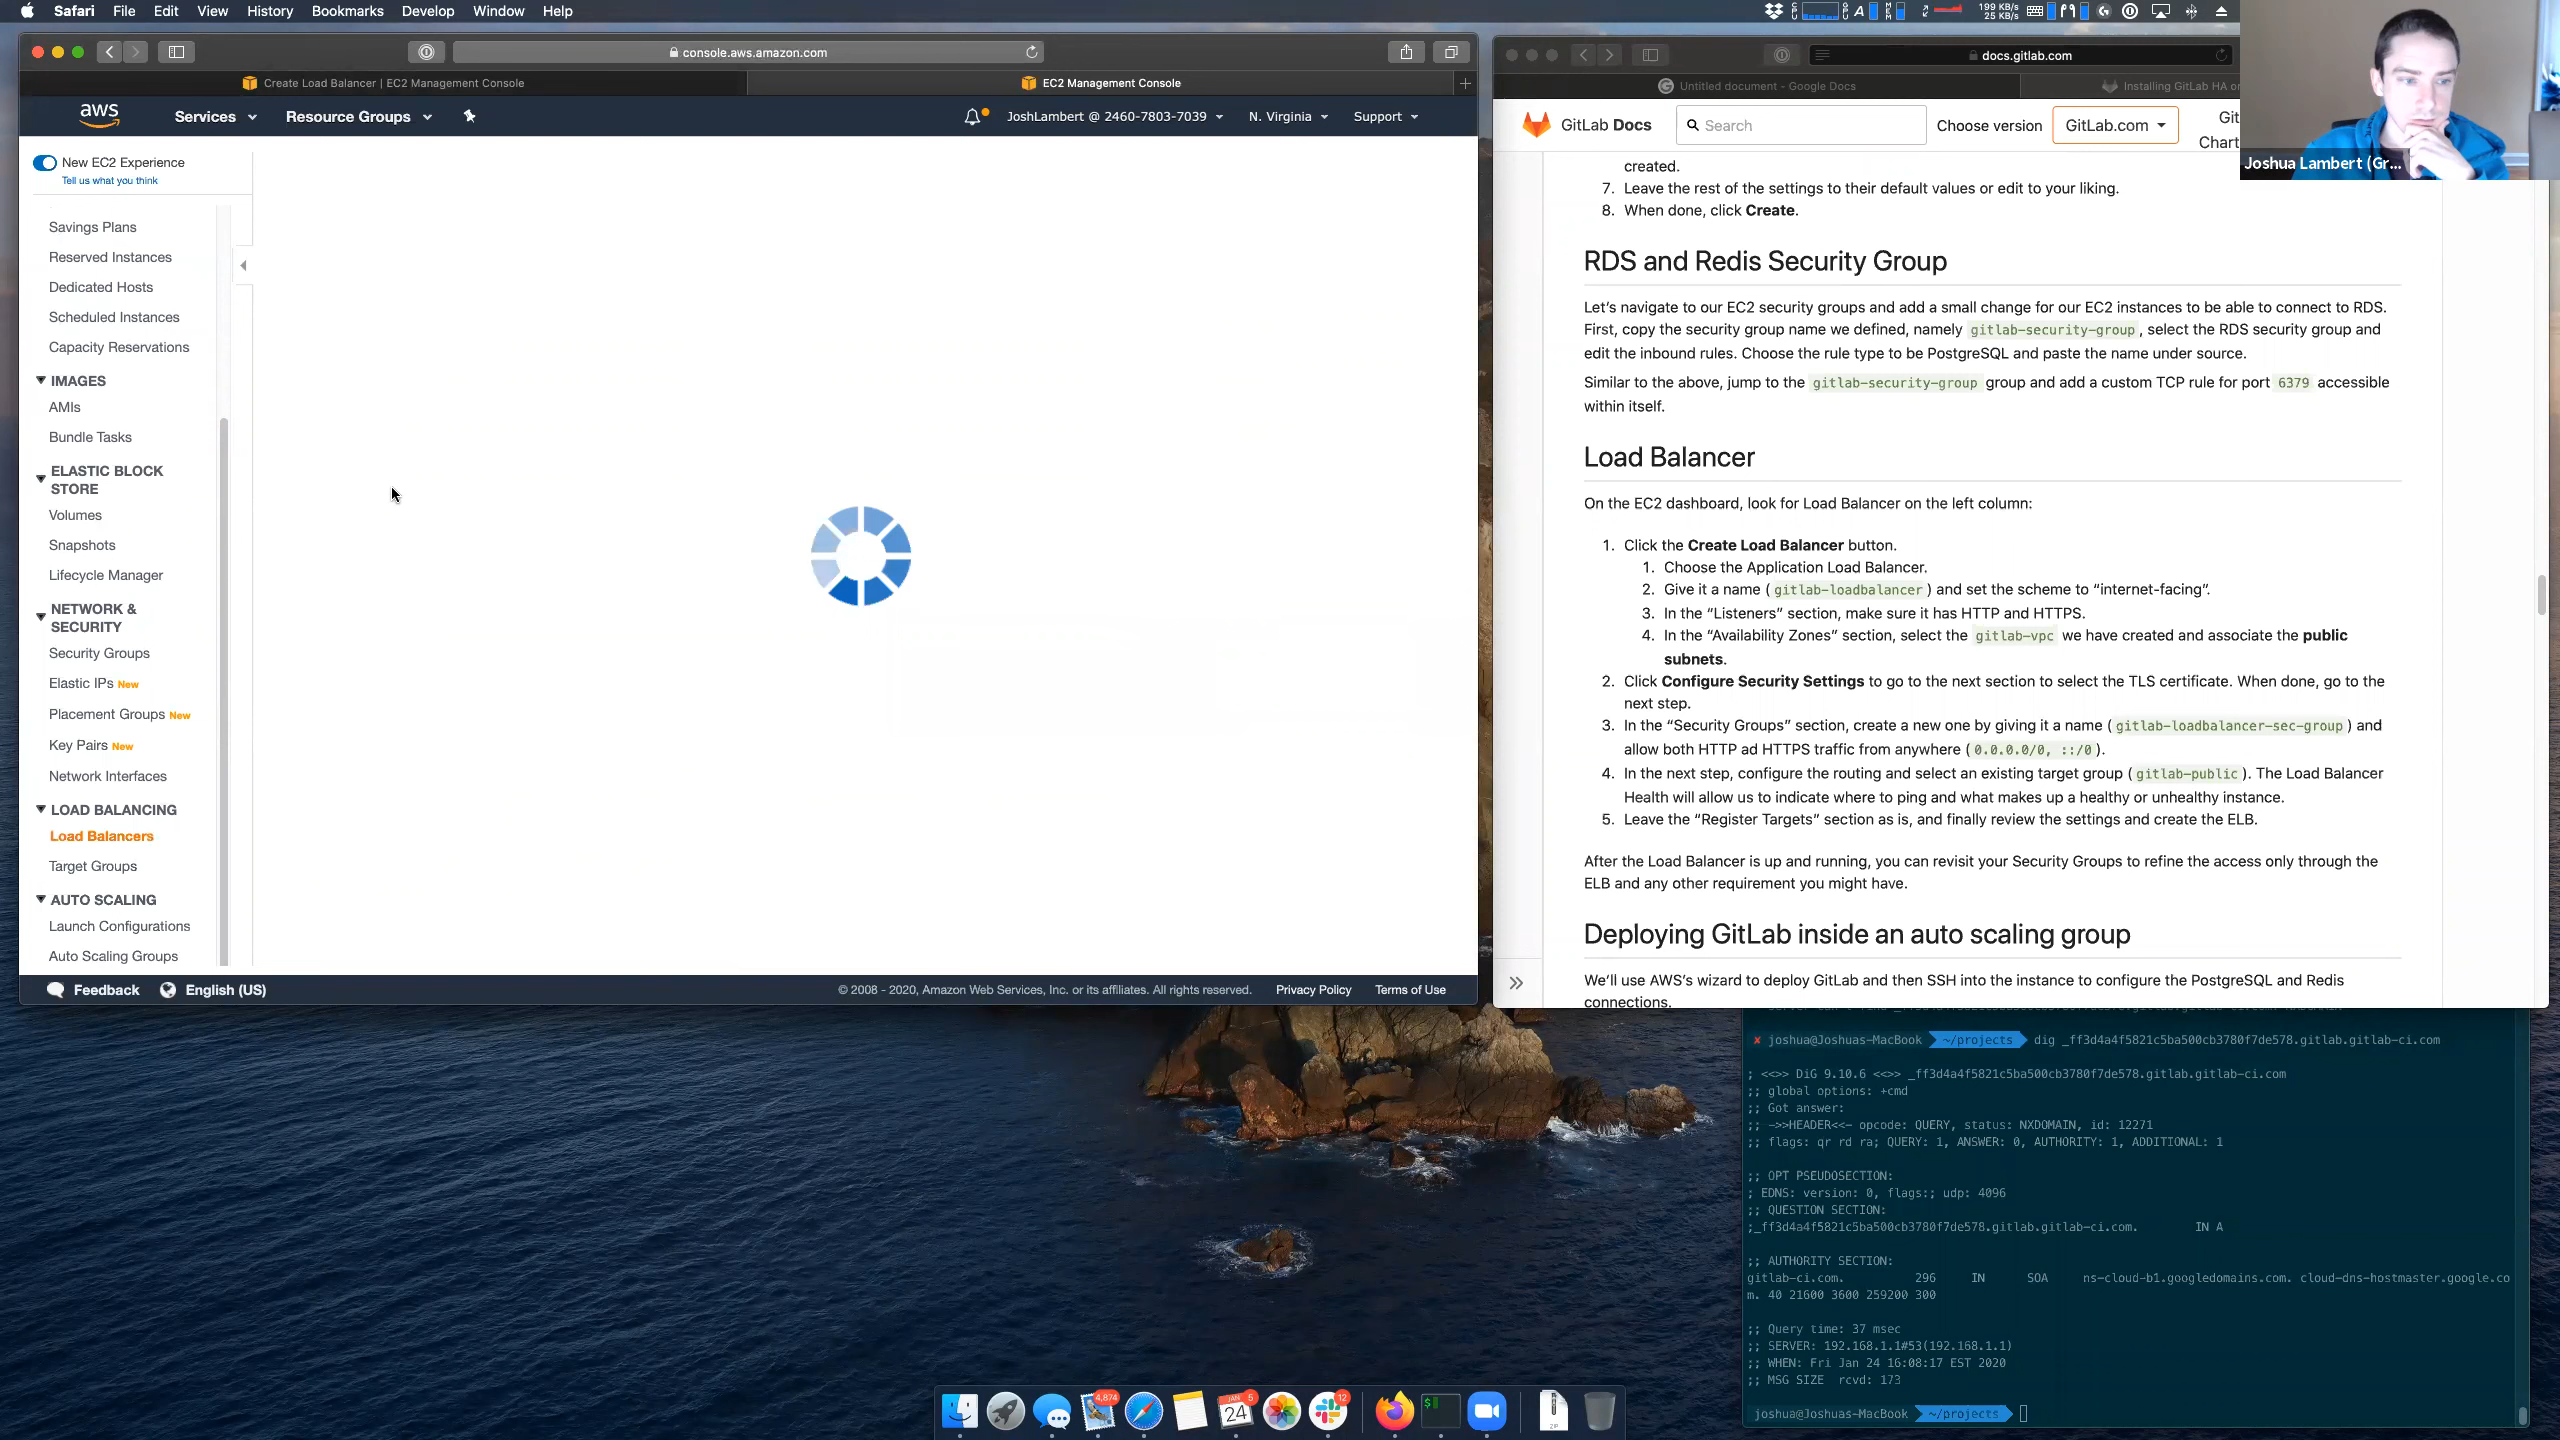 Safari File Edit View History Bookmarks Develop Window Help
199 KB/s
25 KB/s
console.aws.amazon.com
Create Load Balancer | EC2 Management Console
EC2 Management Console
aws
Services
Resource Groups
JoshLambert @ 2460-7803-7039
N. Virginia
Support
New EC2 Experience
Tell us what you think
Savings Plans
Reserved Instances
Dedicated Hosts
Scheduled Instances
Capacity Reservations
IMAGES
AMIs
Bundle Tasks
ELASTIC BLOCK
STORE
Volumes
Snapshots
Lifecycle Manager
NETWORK &
SECURITY
Security Groups
Elastic IPs New
Placement Groups New
Key Pairs New
Network Interfaces
LOAD BALANCING
Load Balancers
Target Groups
AUTO SCALING
Launch Configurations
Auto Scaling Groups
Feedback
English (US)
© 2008 - 2020, Amazon Web Services, Inc. or its affiliates. All rights reserved. Privacy Policy Terms of Use
docs.gitlab.com
Untitled document - Google Docs
Installing GitLab HA on
GitLab Docs
Search
Choose version
GitLab.com
Git
Chart
Joshua Lambert (Gr...
created.
7. Leave the rest of the settings to their default values or edit to your liking.
8. When done, click Create.
RDS and Redis Security Group
Let's navigate to our EC2 security groups and add a small change for our EC2 instances to be able to connect to RDS.
First, copy the security group name we defined, namely gitlab-security-group, select the RDS security group and
edit the inbound rules. Choose the rule type to be PostgreSQL and paste the name under source.
Similar to the above, jump to the gitlab-security-group group and add a custom TCP rule for port 6379 accessible
within itself.
Load Balancer
On the EC2 dashboard, look for Load Balancer on the left column:
1. Click the Create Load Balancer button.
1. Choose the Application Load Balancer.
2. Give it a name (gitlab-loadbalancer) and set the scheme to “internet-facing”.
3. In the “Listeners” section, make sure it has HTTP and HTTPS.
4. In the “Availability Zones” section, select the gitlab-vpc we have created and associate the public
subnets.
2. Click Configure Security Settings to go to the next section to select the TLS certificate. When done, go to the
next step.
3. In the “Security Groups” section, create a new one by giving it a name (gitlab-loadbalancer-sec-group) and
allow both HTTP ad HTTPS traffic from anywhere (0.0.0.0/0, ::/0).
4. In the next step, configure the routing and select an existing target group (gitlab-public). The Load Balancer
Health will allow us to indicate where to ping and what makes up a healthy or unhealthy instance.
5. Leave the “Register Targets” section as is, and finally review the settings and create the ELB.
After the Load Balancer is up and running, you can revisit your Security Groups to refine the access only through the
ELB and any other requirement you might have.
Deploying GitLab inside an auto scaling group
We'll use AWS's wizard to deploy GitLab and then SSH into the instance to configure the PostgreSQL and Redis
connections.
✘ joshua@Joshuas-MacBook ~/projects dig _ff3d4a4f5821c5ba500cb3780f7de578.gitlab.gitlab-ci.com
; <<>> DiG 9.10.6 <<>> _ff3d4a4f5821c5ba500cb3780f7de578.gitlab.gitlab-ci.com
;; global options: +cmd
;; Got answer:
;; ->>HEADER<<- opcode: QUERY, status: NXDOMAIN, id: 12271
;; flags: qr rd ra; QUERY: 1, ANSWER: 0, AUTHORITY: 1, ADDITIONAL: 1
;; OPT PSEUDOSECTION:
; EDNS: version: 0, flags:; udp: 4096
;; QUESTION SECTION:
;_ff3d4a4f5821c5ba500cb3780f7de578.gitlab.gitlab-ci.com. IN A
;; AUTHORITY SECTION:
gitlab-ci.com. 296 IN SOA ns-cloud-b1.googledomains.com. cloud-dns-hostmaster.google.co
m. 40 21600 3600 259200 300
;; Query time: 37 msec
;; SERVER: 192.168.1.1#53(192.168.1.1)
;; WHEN: Fri Jan 24 16:08:17 EST 2020
;; MSG SIZE rcvd: 173
joshua@Joshuas-MacBook ~/projects
4,874
JAN
24
5
12
ZIP